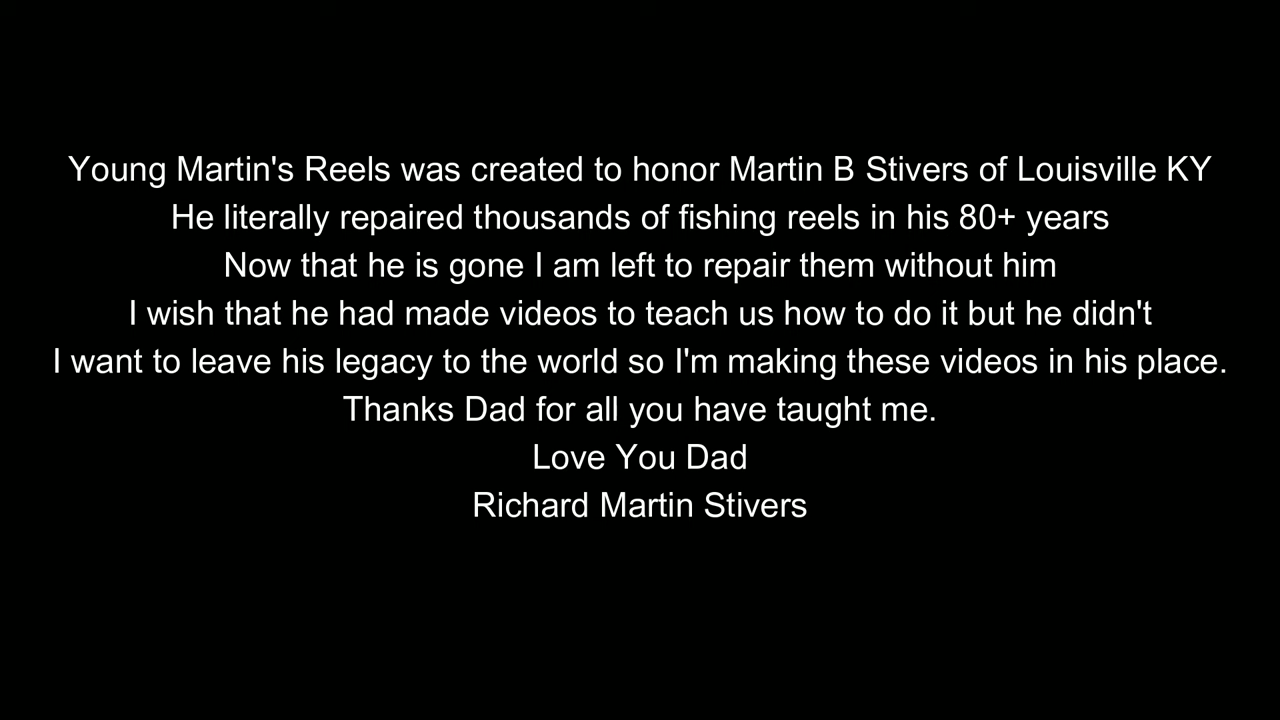 Young Martin's Reels was created to honor Martin B Stivers of Louisville KY
He literally repaired thousands of fishing reels in his 80+ years
Now that he is gone I am left to repair them without him
I wish that he had made videos to teach us how to do it but he didn't
I want to leave his legacy to the world so I'm making these videos in his place.
Thanks Dad for all you have taught me.
Love You Dad
Richard Martin Stivers